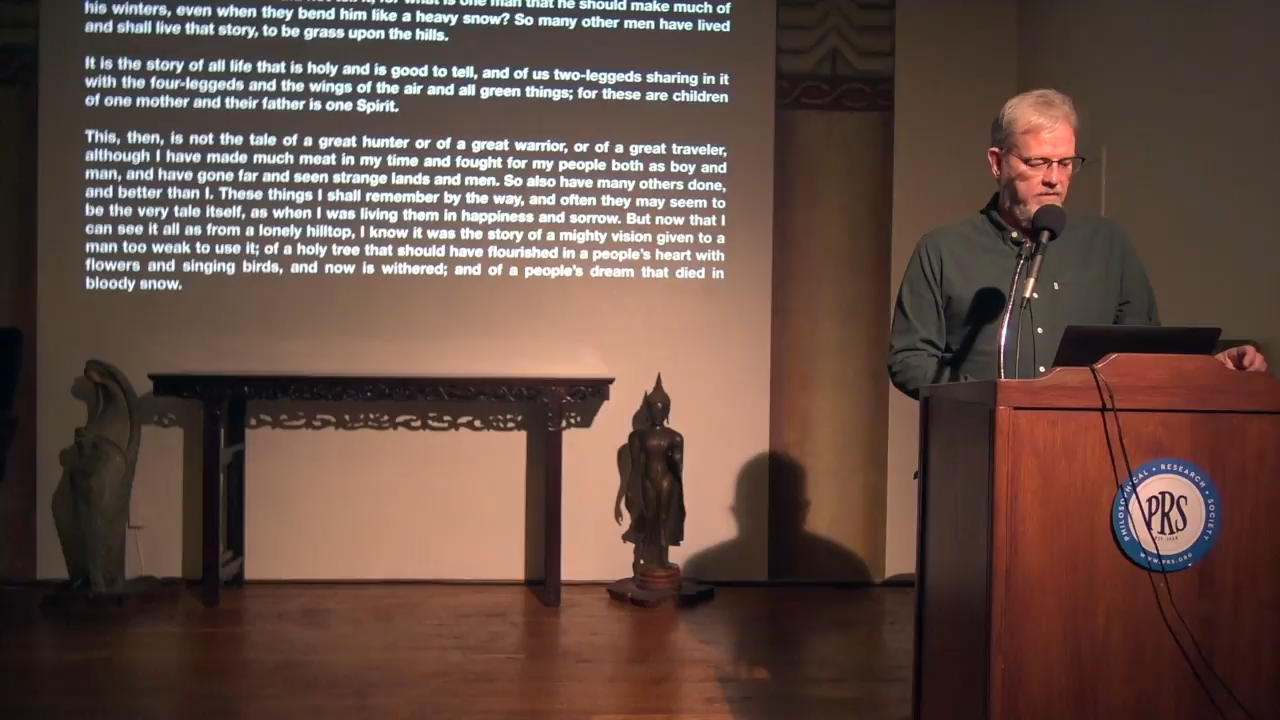 his winters, even when they bend him like a heavy snow? So many other men have lived
and shall live that story, to be grass upon the hills.
It is the story of all life that is holy and is good to tell, and of us two-leggeds sharing in it
with the four-leggeds and the wings of the air and all green things; for these are children
of one mother and their father is one Spirit.
This, then, is not the tale of a great hunter or of a great warrior, or of a great traveler,
although I have made much meat in my time and fought for my people both as boy and
man, and have gone far and seen strange lands and men. So also have many others done,
and better than I. These things I shall remember by the way, and often they may seem to
be the very tale itself, as when I was living them in happiness and sorrow. But now that I
can see it all as from a lonely hilltop, I know it was the story of a mighty vision given to a
man too weak to use it; of a holy tree that should have flourished in a people's heart with
flowers and singing birds, and now is withered; and of a people's dream that died in
bloody snow.
PHILOSOPHICAL • RESEARCH • SOCIETY
PRS
WWW.PRS.ORG